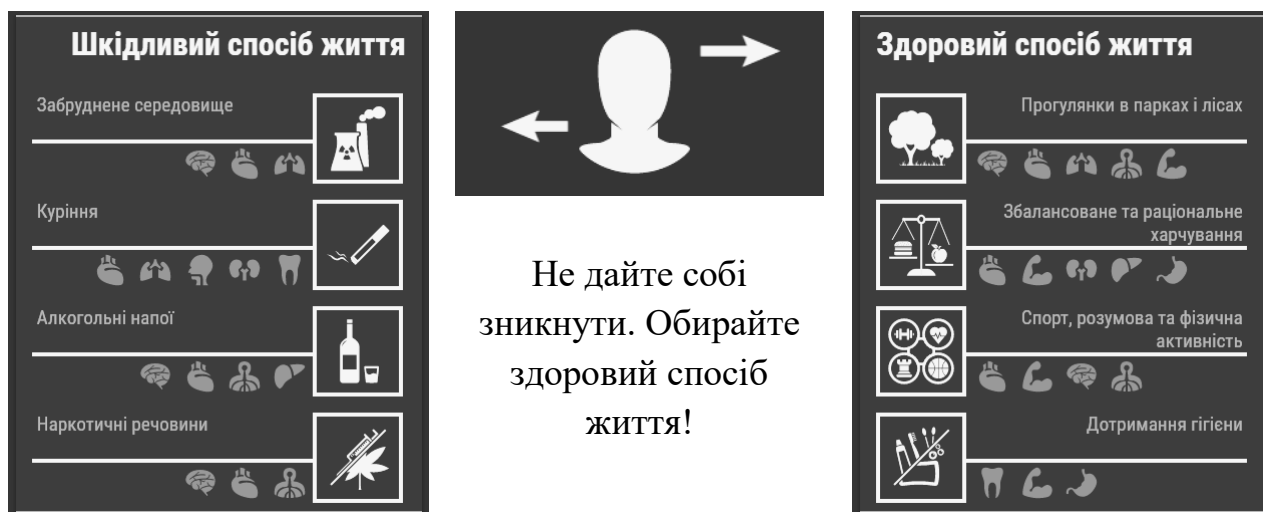 Шкідливий спосіб життя
Забруднене середовище
Куріння
Алкогольні напої
Наркотичні речовини
Не дайте собі
зникнути. Обирайте
здоровий спосіб
життя!
Здоровий спосіб життя
Прогулянки в парках і лісах
Збалансоване та раціональне
харчування
Спорт, розумова та фізична
активність
Дотримання гігієни